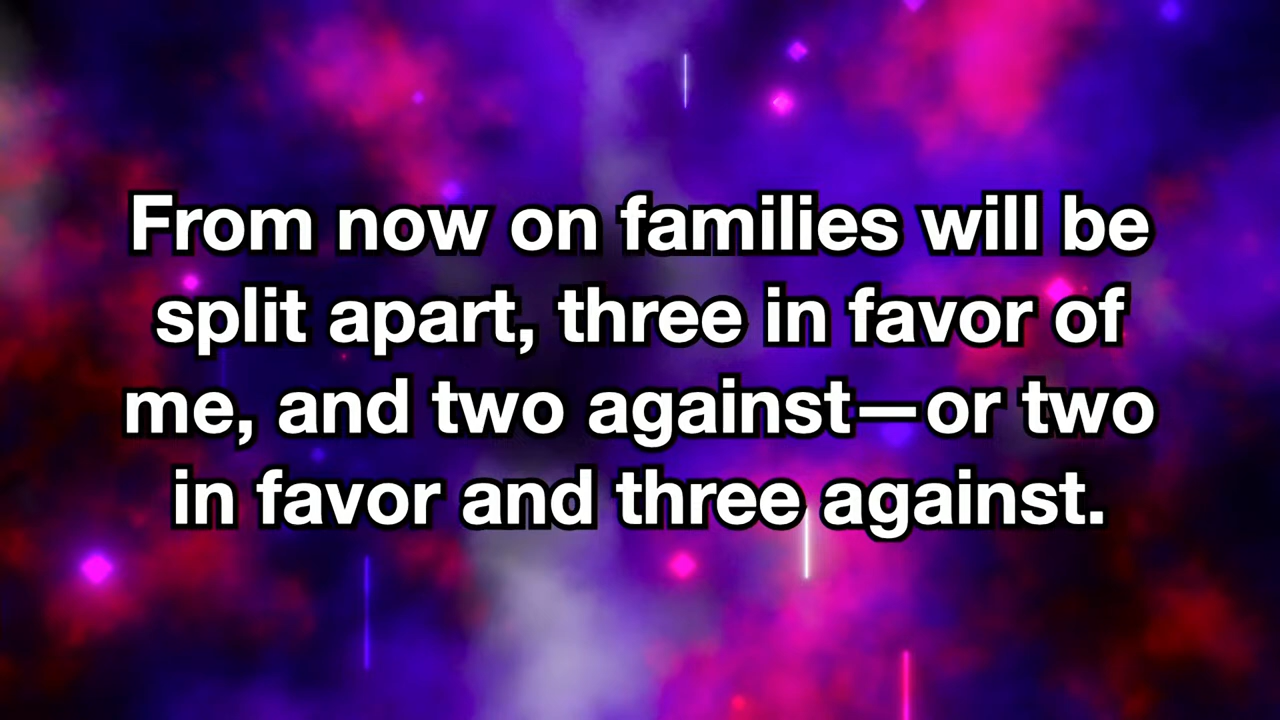 From now on families will be
split apart, three in favor of
me, and two against—or two
in favor and three against.